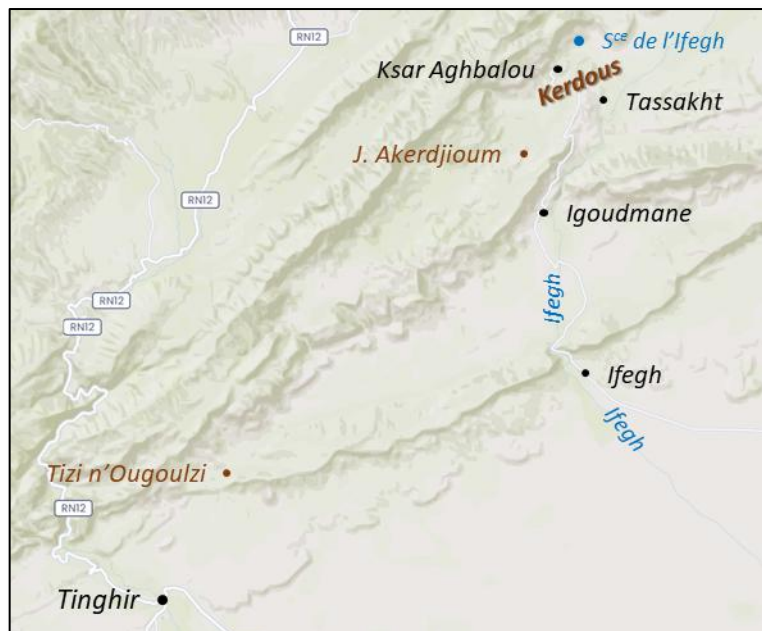 RN12
Sce de l'Ifegh
Ksar Aghbalou
Kerdous
Tassakht
J. Akerdjioum
RN12
Igoudmane
Ifegh
RN12
RN12
Ifegh
Ifegh
Tizi n'Ougoulzi
RN12
Tinghir